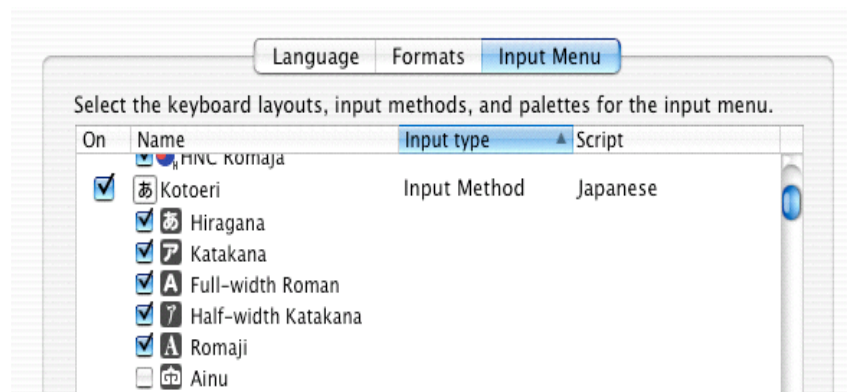 Language Formats Input Menu
Select the keyboard layouts, input methods, and palettes for the input menu.
On Name Input type Script
HNC Romaja
あ Kotoeri Input Method Japanese
あ Hiragana
ア Katakana
A Full-width Roman
ｱ Half-width Katakana
A Romaji
Ainu